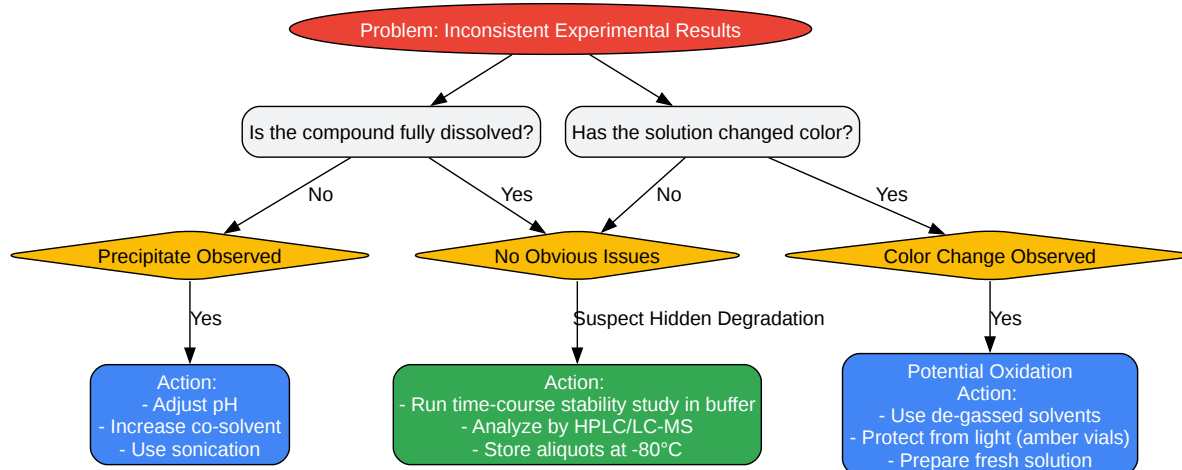 Problem: Inconsistent Experimental Results
Is the compound fully dissolved?
Has the solution changed color?
No
Yes
No
Yes
Precipitate Observed
No Obvious Issues
Color Change Observed
Yes
Suspect Hidden Degradation
Yes
Action:
- Adjust pH
- Increase co-solvent
- Use sonication
Action:
- Run time-course stability study in buffer
- Analyze by HPLC/LC-MS
- Store aliquots at -80°C
Potential Oxidation
Action:
- Use de-gassed solvents
- Protect from light (amber vials)
- Prepare fresh solution